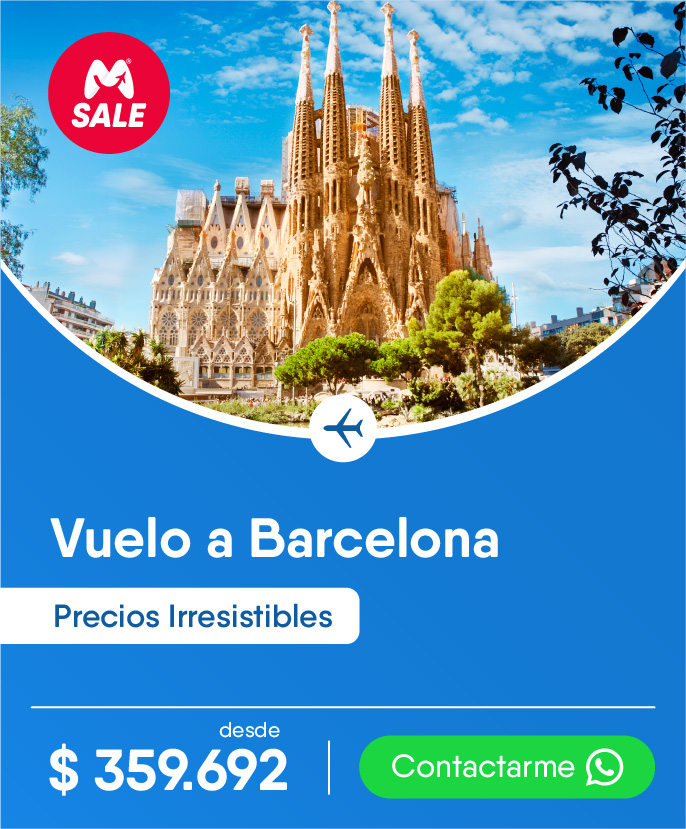 M®
SALE
Vuelo a Barcelona
Precios Irresistibles
desde
$ 359.692
Contactarme